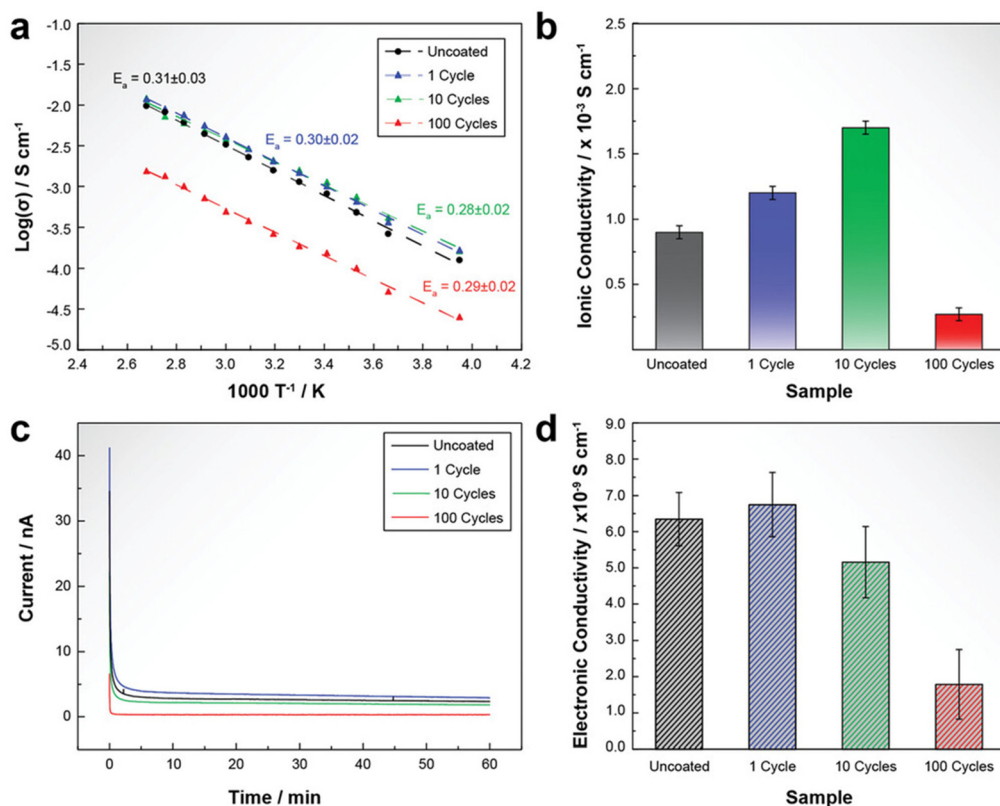 a
-1.0
-1.5
-2.0
-2.5
-3.0
-3.5
-4.0
-4.5
-5.0
Log(σ) / S cm⁻¹
Uncoated
1 Cycle
10 Cycles
100 Cycles
Eₐ = 0.31±0.03
Eₐ = 0.30±0.02
Eₐ = 0.28±0.02
Eₐ = 0.29±0.02
2.4 2.6 2.8 3.0 3.2 3.4 3.6 3.8 4.0 4.2
1000 T⁻¹ / K
b
2.5
2.0
1.5
1.0
0.5
Ionic Conductivity / x 10⁻³ S cm⁻¹
Uncoated 1 Cycle 10 Cycles 100 Cycles
Sample
c
40
30
20
10
0
Current / nA
Uncoated
1 Cycle
10 Cycles
100 Cycles
0 10 20 30 40 50 60
Time / min
d
9.0
8.0
7.0
6.0
5.0
4.0
3.0
2.0
1.0
0.0
Electronic Conductivity / x10⁻⁹ S cm⁻¹
Uncoated 1 Cycle 10 Cycles 100 Cycles
Sample